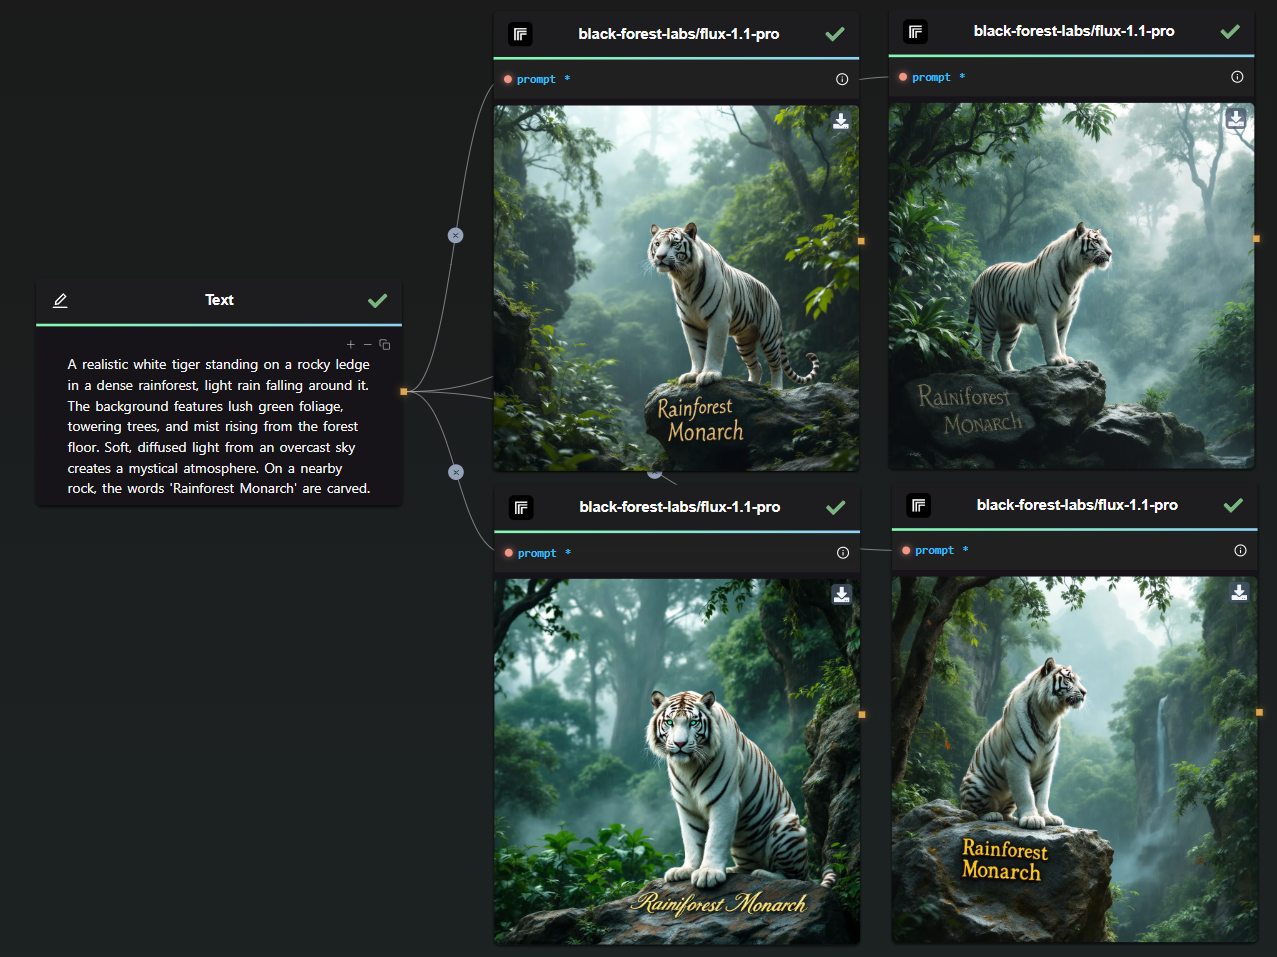 Text
A realistic white tiger standing on a rocky ledge
in a dense rainforest, light rain falling around it.
The background features lush green foliage,
towering trees, and mist rising from the forest
floor. Soft, diffused light from an overcast sky
creates a mystical atmosphere. On a nearby
rock, the words 'Rainforest Monarch' are carved.
black-forest-labs/flux-1.1-pro
prompt *
Rainforest
Monarch
black-forest-labs/flux-1.1-pro
prompt *
Rainiforest
Monarch
black-forest-labs/flux-1.1-pro
prompt *
Rainiforest Monarch
black-forest-labs/flux-1.1-pro
prompt *
Rainforest
Monarch